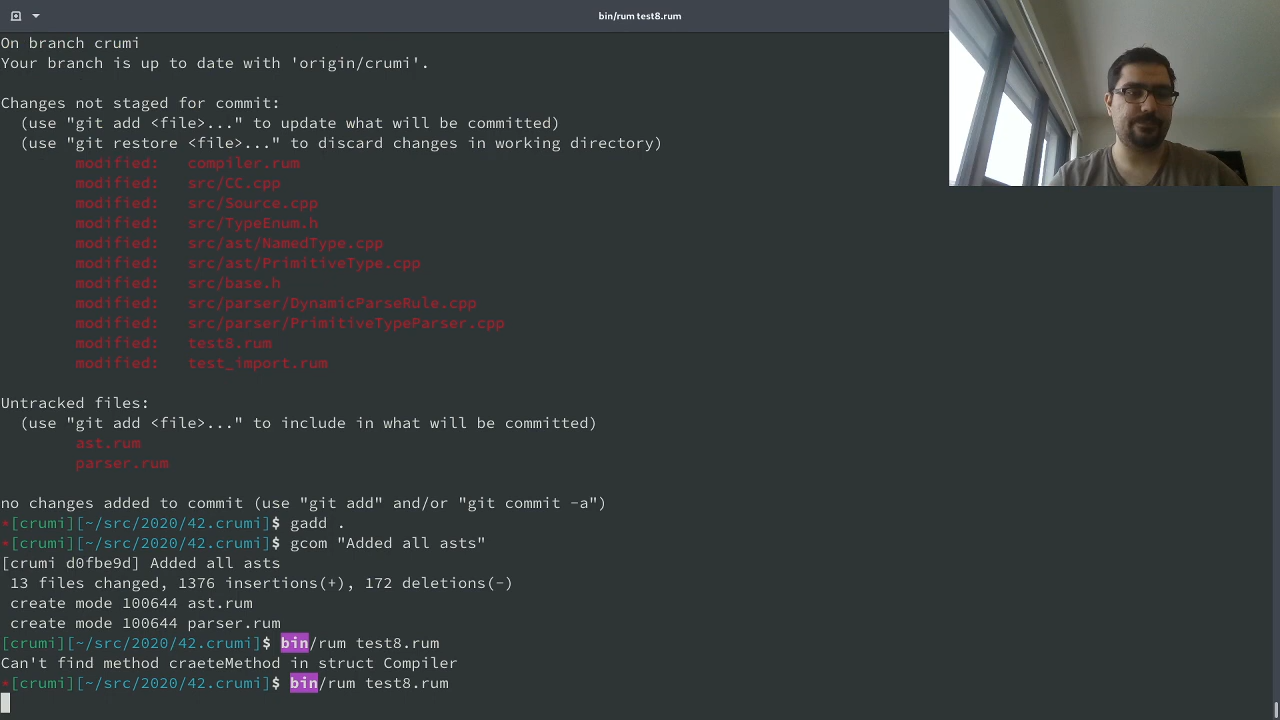 bin/rum test8.rum
On branch crumi
Your branch is up to date with 'origin/crumi'.
Changes not staged for commit:
(use "git add <file>..." to update what will be committed)
(use "git restore <file>..." to discard changes in working directory)
modified: compiler.rum
modified: src/CC.cpp
modified: src/Source.cpp
modified: src/TypeEnum.h
modified: src/ast/NamedType.cpp
modified: src/ast/PrimitiveType.cpp
modified: src/base.h
modified: src/parser/DynamicParseRule.cpp
modified: src/parser/PrimitiveTypeParser.cpp
modified: test8.rum
modified: test_import.rum
Untracked files:
(use "git add <file>..." to include in what will be committed)
ast.rum
parser.rum
no changes added to commit (use "git add" and/or "git commit -a")
*[crumi][~/src/2020/42.crumi]$ gadd .
*[crumi][~/src/2020/42.crumi]$ gcom "Added all asts"
[crumi d0fbe9d] Added all asts
13 files changed, 1376 insertions(+), 172 deletions(-)
create mode 100644 ast.rum
create mode 100644 parser.rum
[crumi][~/src/2020/42.crumi]$ bin/rum test8.rum
Can't find method craeteMethod in struct Compiler
*[crumi][~/src/2020/42.crumi]$ bin/rum test8.rum